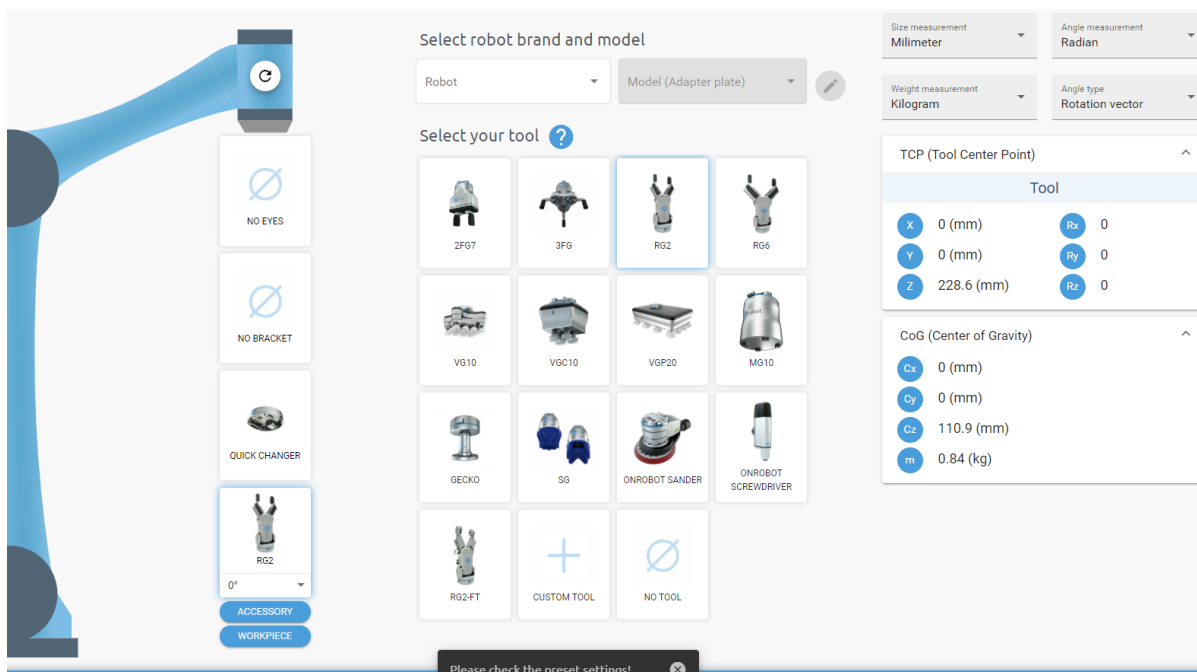 Select robot brand and model
Robot
Model (Adapter plate)
Select your tool ?
2FG7
3FG
RG2
RG6
VG10
VGC10
VGP20
MG10
GECKO
SG
ONROBOT SANDER
ONROBOT
SCREWDRIVER
RG2-FT
CUSTOM TOOL
NO TOOL
NO EYES
NO BRACKET
QUICK CHANGER
RG2
0°
ACCESSORY
WORKPIECE
Size measurement
Milimeter
Angle measurement
Radian
Weight measurement
Kilogram
Angle type
Rotation vector
TCP (Tool Center Point)
Tool
X 0 (mm)
Rx 0
Y 0 (mm)
Ry 0
Z 228.6 (mm)
Rz 0
CoG (Center of Gravity)
Cx 0 (mm)
Cy 0 (mm)
Cz 110.9 (mm)
m 0.84 (kg)
Please check the preset settings!